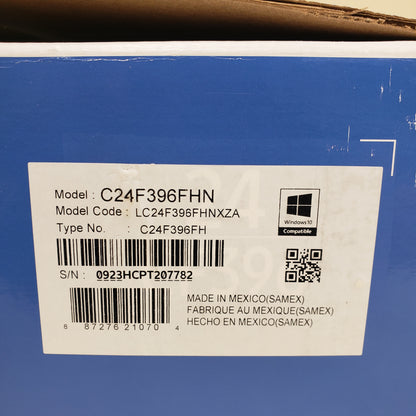 Model : C24F396FHN
Model Code : LC24F396FHNXZA
Type No. : C24F396FH
Windows 10
Compatible
S/N : 0923HCPT207782
MADE IN MEXICO(SAMEX)
FABRIQUE AU MEXIQUE(SAMEX)
HECHO EN MEXICO(SAMEX)
8 87276 21070 4